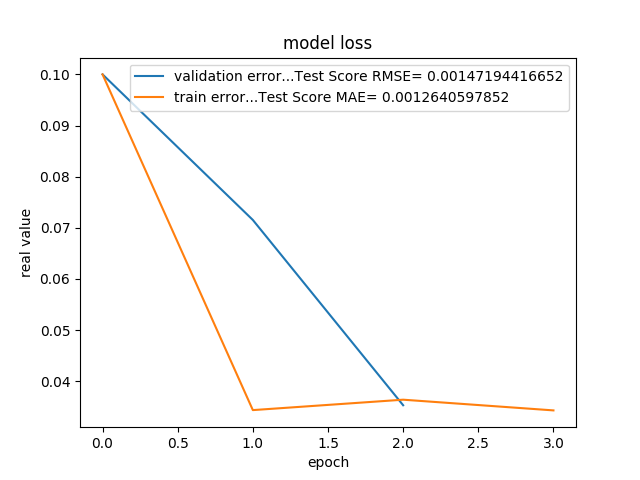 model loss
validation error...Test Score RMSE= 0.00147194416652
train error...Test Score MAE= 0.0012640597852
0.10
0.09
0.08
0.07
0.06
0.05
0.04
real value
0.0 0.5 1.0 1.5 2.0 2.5 3.0
epoch